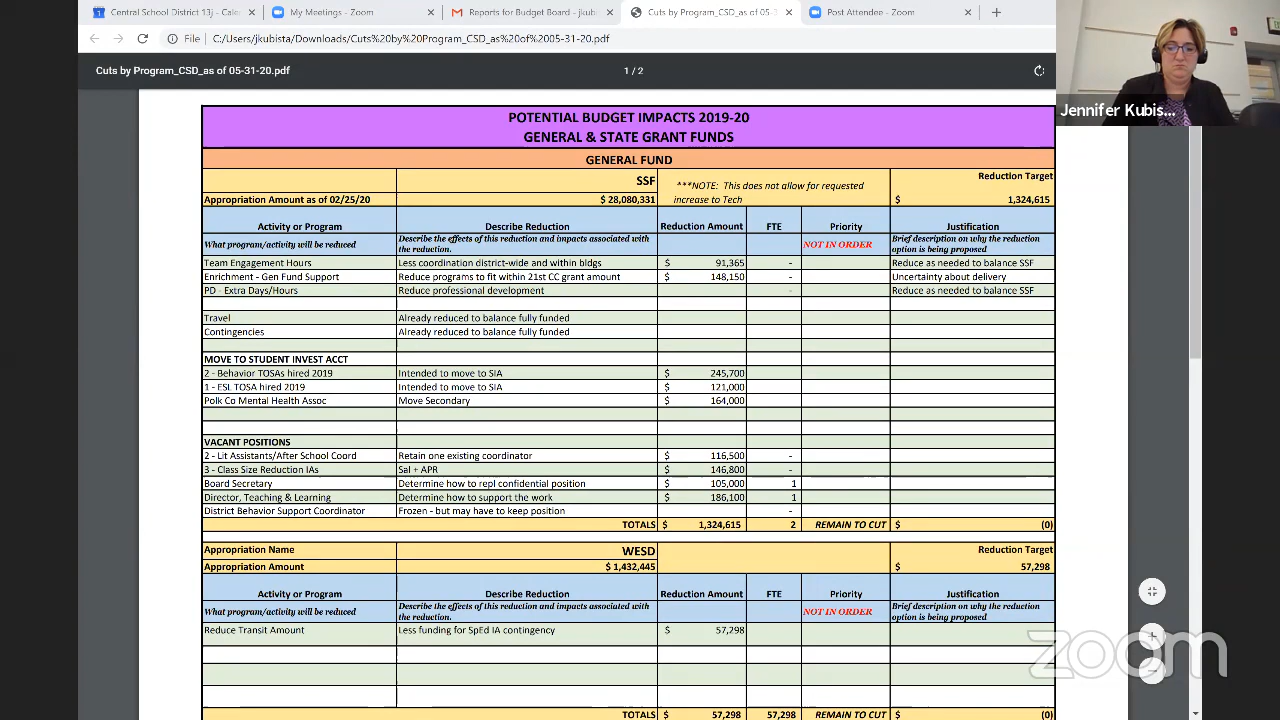 Central School District 13j - Cale
My Meetings - Zoom
Reports for Budget Board - jkubis
Cuts by Program_CSD_as of 05-3
Post Attendee - Zoom
File C:/Users/jkubista/Downloads/Cuts%20by%20Program_CSD_as%20of%2005-31-20.pdf
Cuts by Program_CSD_as of 05-31-20.pdf 1 / 2
Jennifer Kubis...
POTENTIAL BUDGET IMPACTS 2019-20
GENERAL & STATE GRANT FUNDS
GENERAL FUND
SSF ***NOTE: This does not allow for requested increase to Tech Reduction Target
Appropriation Amount as of 02/25/20 $ 28,080,331 $ 1,324,615
Activity or Program Describe Reduction Reduction Amount FTE Priority Justification
What program/activity will be reduced Describe the effects of this reduction and impacts associated with the reduction. NOT IN ORDER Brief description on why the reduction option is being proposed
Team Engagement Hours Less coordination district-wide and within bldgs $ 91,365 - Reduce as needed to balance SSF
Enrichment - Gen Fund Support Reduce programs to fit within 21st CC grant amount $ 148,150 - Uncertainty about delivery
PD - Extra Days/Hours Reduce professional development - Reduce as needed to balance SSF
Travel Already reduced to balance fully funded
Contingencies Already reduced to balance fully funded
MOVE TO STUDENT INVEST ACCT
2 - Behavior TOSAs hired 2019 Intended to move to SIA $ 245,700
1 - ESL TOSA hired 2019 Intended to move to SIA $ 121,000
Polk Co Mental Health Assoc Move Secondary $ 164,000
VACANT POSITIONS
2 - Lit Assistants/After School Coord Retain one existing coordinator $ 116,500 -
3 - Class Size Reduction IAs Sal + APR $ 146,800 -
Board Secretary Determine how to repl confidential position $ 105,000 1
Director, Teaching & Learning Determine how to support the work $ 186,100 1
District Behavior Support Coordinator Frozen - but may have to keep position -
TOTALS $ 1,324,615 2 REMAIN TO CUT $ (0)
Appropriation Name WESD Reduction Target
Appropriation Amount $ 1,432,445 $ 57,298
Activity or Program Describe Reduction Reduction Amount FTE Priority Justification
What program/activity will be reduced Describe the effects of this reduction and impacts associated with the reduction. NOT IN ORDER Brief description on why the reduction option is being proposed
Reduce Transit Amount Less funding for SpEd IA contingency $ 57,298
TOTALS $ 57,298 57,298 REMAIN TO CUT $ (0)
zoom